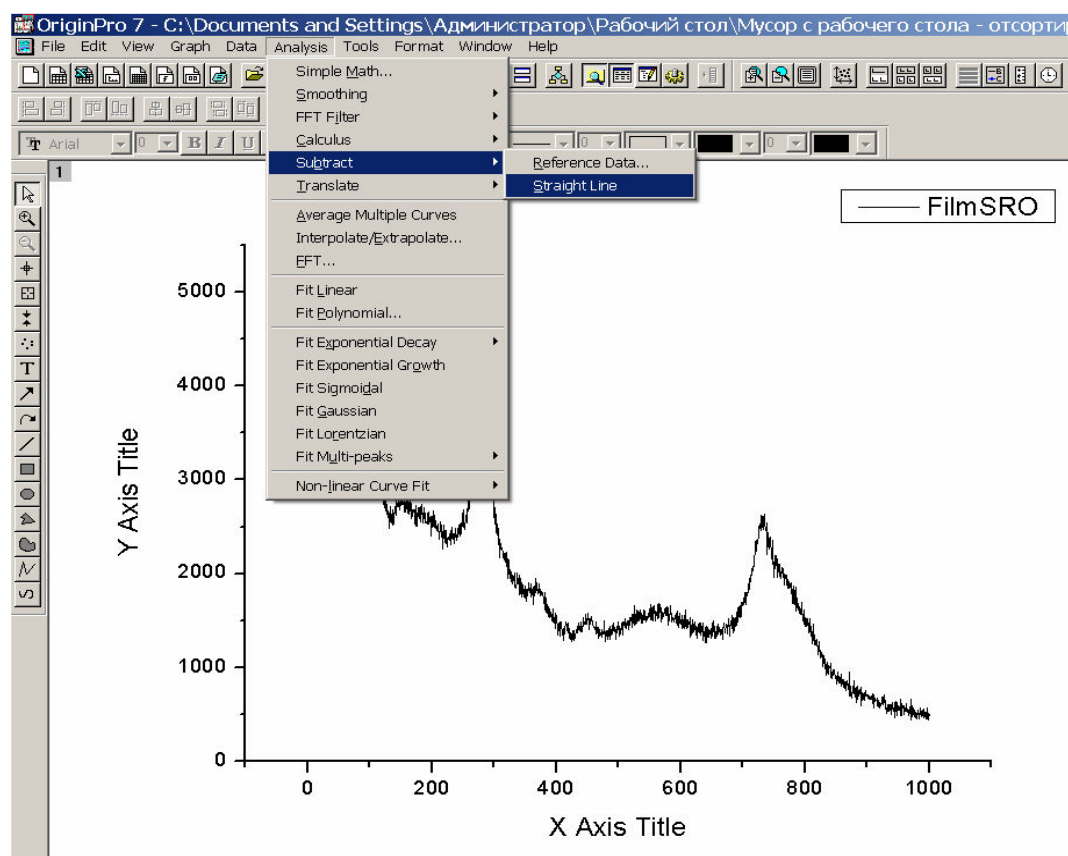 OriginPro 7 - C:\Documents and Settings\Администратор\Рабочий стол\Мусор с рабочего стола - отсорти
File Edit View Graph Data Analysis Tools Format Window Help
Simple Math...
Smoothing
FFT Filter
Calculus
Subtract
Translate
Average Multiple Curves
Interpolate/Extrapolate...
FFT...
Fit Linear
Fit Polynomial...
Fit Exponential Decay
Fit Exponential Growth
Fit Sigmoidal
Fit Gaussian
Fit Lorentzian
Fit Multi-peaks
Non-linear Curve Fit
Reference Data...
Straight Line
Arial 0 B I U
0 0
1
FilmSRO
5000
4000
3000
2000
1000
0
Y Axis Title
0 200 400 600 800 1000
X Axis Title